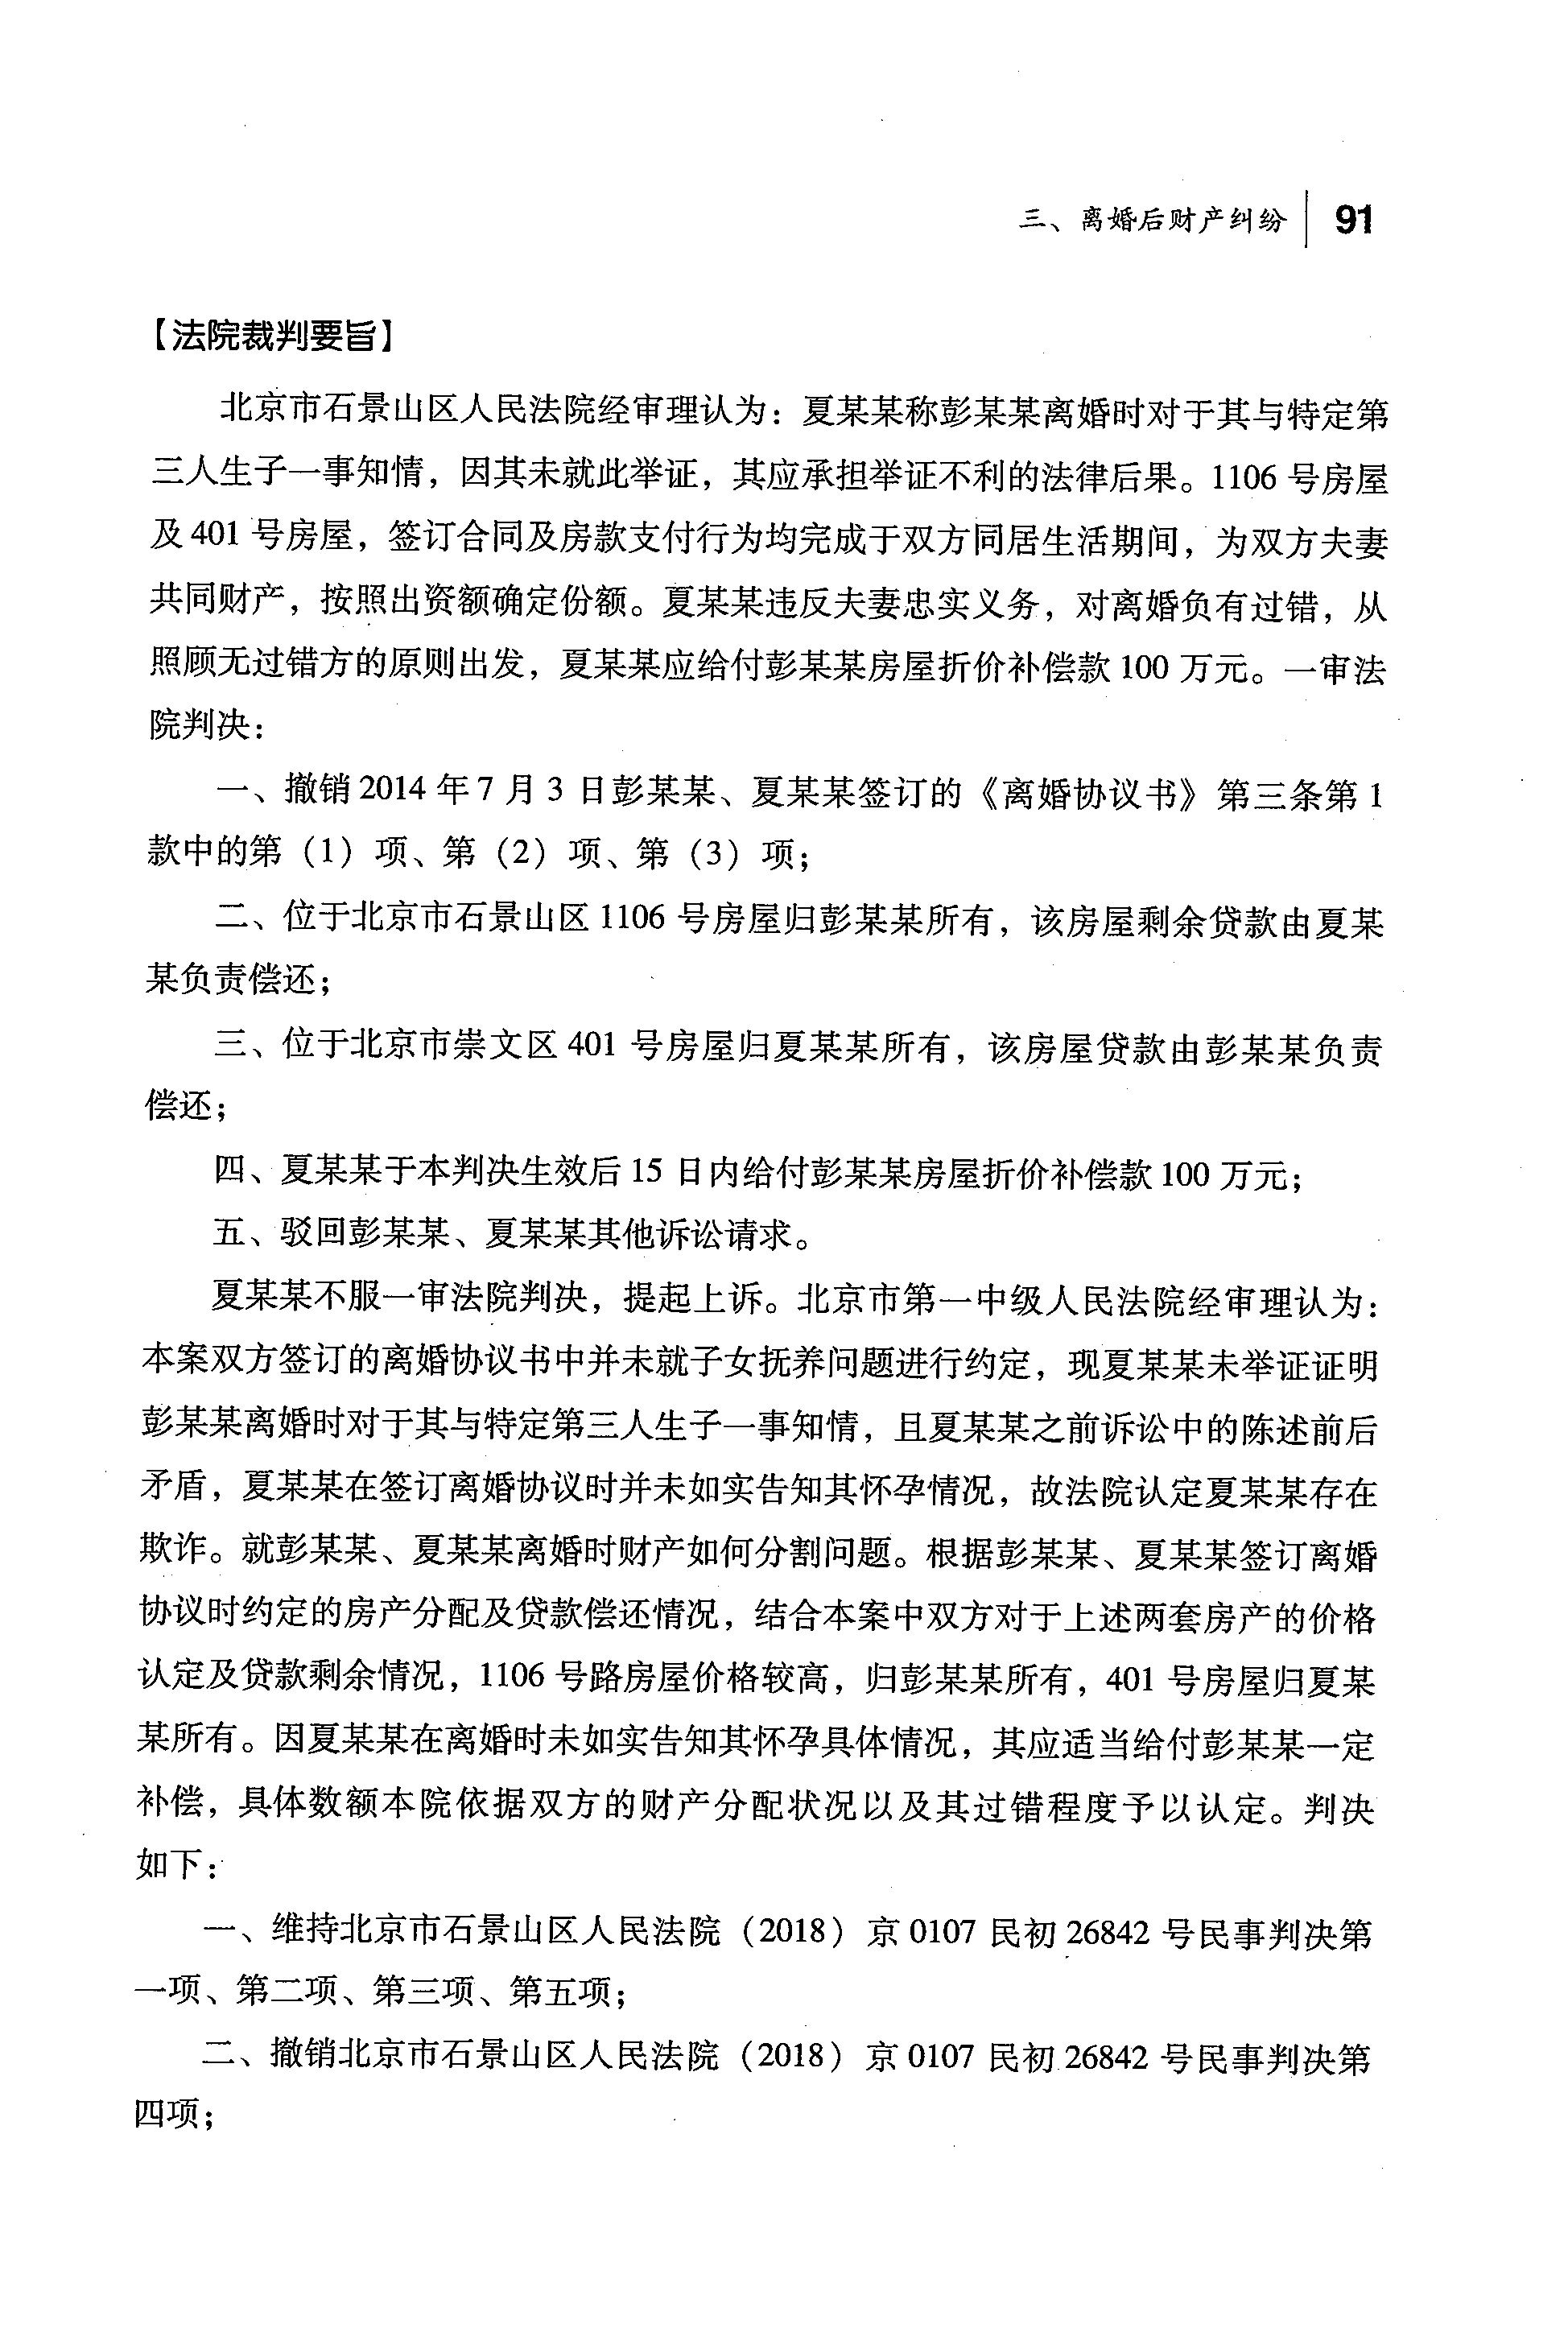 三、离婚后财产纠纷 91
【法院裁判要旨】
北京市石景山区人民法院经审理认为：夏某某称彭某某离婚时对于其与特定第
三人生子一事知情，因其未就此举证，其应承担举证不利的法律后果。1106 号房屋
及 401 号房屋，签订合同及房款支付行为均完成于双方同居生活期间，为双方夫妻
共同财产，按照出资额确定份额。夏某某违反夫妻忠实义务，对离婚负有过错，从
照顾无过错方的原则出发，夏某某应给付彭某某房屋折价补偿款 100 万元。一审法
院判决：
一、撤销 2014 年 7 月 3 日彭某某、夏某某签订的《离婚协议书》第三条第 1
款中的第（1）项、第（2）项、第（3）项；
二、位于北京市石景山区 1106 号房屋归彭某某所有，该房屋剩余贷款由夏某
某负责偿还；
三、位于北京市崇文区 401 号房屋归夏某某所有，该房屋贷款由彭某某负责
偿还；
四、夏某某于本判决生效后 15 日内给付彭某某房屋折价补偿款 100 万元；
五、驳回彭某某、夏某某其他诉讼请求。
夏某某不服一审法院判决，提起上诉。北京市第一中级人民法院经审理认为：
本案双方签订的离婚协议书中并未就子女抚养问题进行约定，现夏某某未举证证明
彭某某离婚时对于其与特定第三人生子一事知情，且夏某某之前诉讼中的陈述前后
矛盾，夏某某在签订离婚协议时并未如实告知其怀孕情况，故法院认定夏某某存在
欺诈。就彭某某、夏某某离婚时财产如何分割问题。根据彭某某、夏某某签订离婚
协议时约定的房产分配及贷款偿还情况，结合本案中双方对于上述两套房产的价格
认定及贷款剩余情况，1106 号路房屋价格较高，归彭某某所有，401 号房屋归夏某
某所有。因夏某某在离婚时未如实告知其怀孕具体情况，其应适当给付彭某某一定
补偿，具体数额本院依据双方的财产分配状况以及其过错程度予以认定。判决
如下：
一、维持北京市石景山区人民法院（2018）京 0107 民初 26842 号民事判决第
一项、第二项、第三项、第五项；
二、撤销北京市石景山区人民法院（2018）京 0107 民初 26842 号民事判决第
四项；